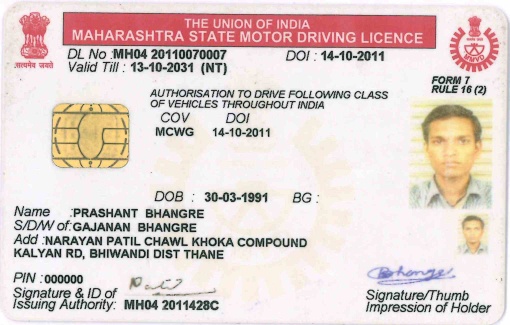 THE UNION OF INDIA
MAHARASHTRA STATE MOTOR DRIVING LICENCE
सत्यमेव जयते
MMVD
DL No :MH04 20110070007 DOI : 14-10-2011
Valid Till : 13-10-2031 (NT)
FORM 7
RULE 16 (2)
AUTHORISATION TO DRIVE FOLLOWING CLASS
OF VEHICLES THROUGHOUT INDIA
COV DOI
MCWG 14-10-2011
DOB : 30-03-1991 BG :
Name :PRASHANT BHANGRE
S/D/W of:GAJANAN BHANGRE
Add :NARAYAN PATIL CHAWL KHOKA COMPOUND
KALYAN RD, BHIWANDI DIST THANE
PIN :000000
Signature & ID of
Issuing Authority: MH04 2011428C
Signature/Thumb
Impression of Holder